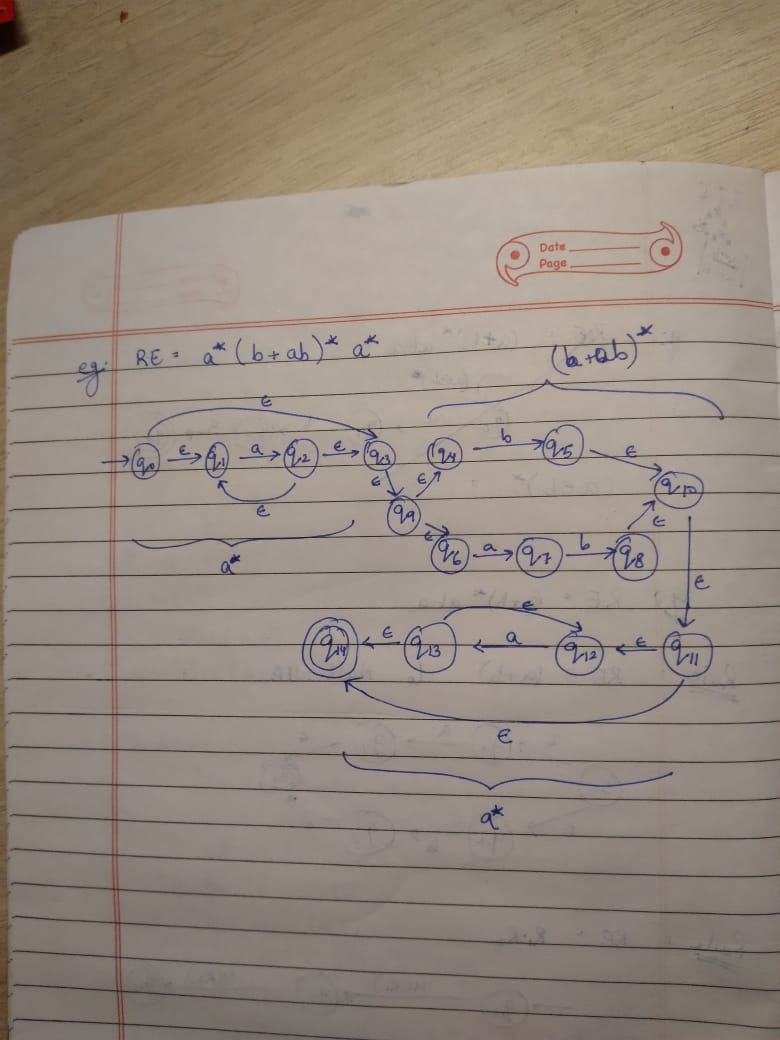 Date
Page
eg: RE = a* (b + ab)* a*
(b + ab)*
ε
q0 ε q1 a q2 ε q3 q4 b q5 ε
ε ε ε q9 q10
ε q6 a q7 b q8 ε
a*
ε
ε
q14 ε q13 a q12 ε q11
ε
a*